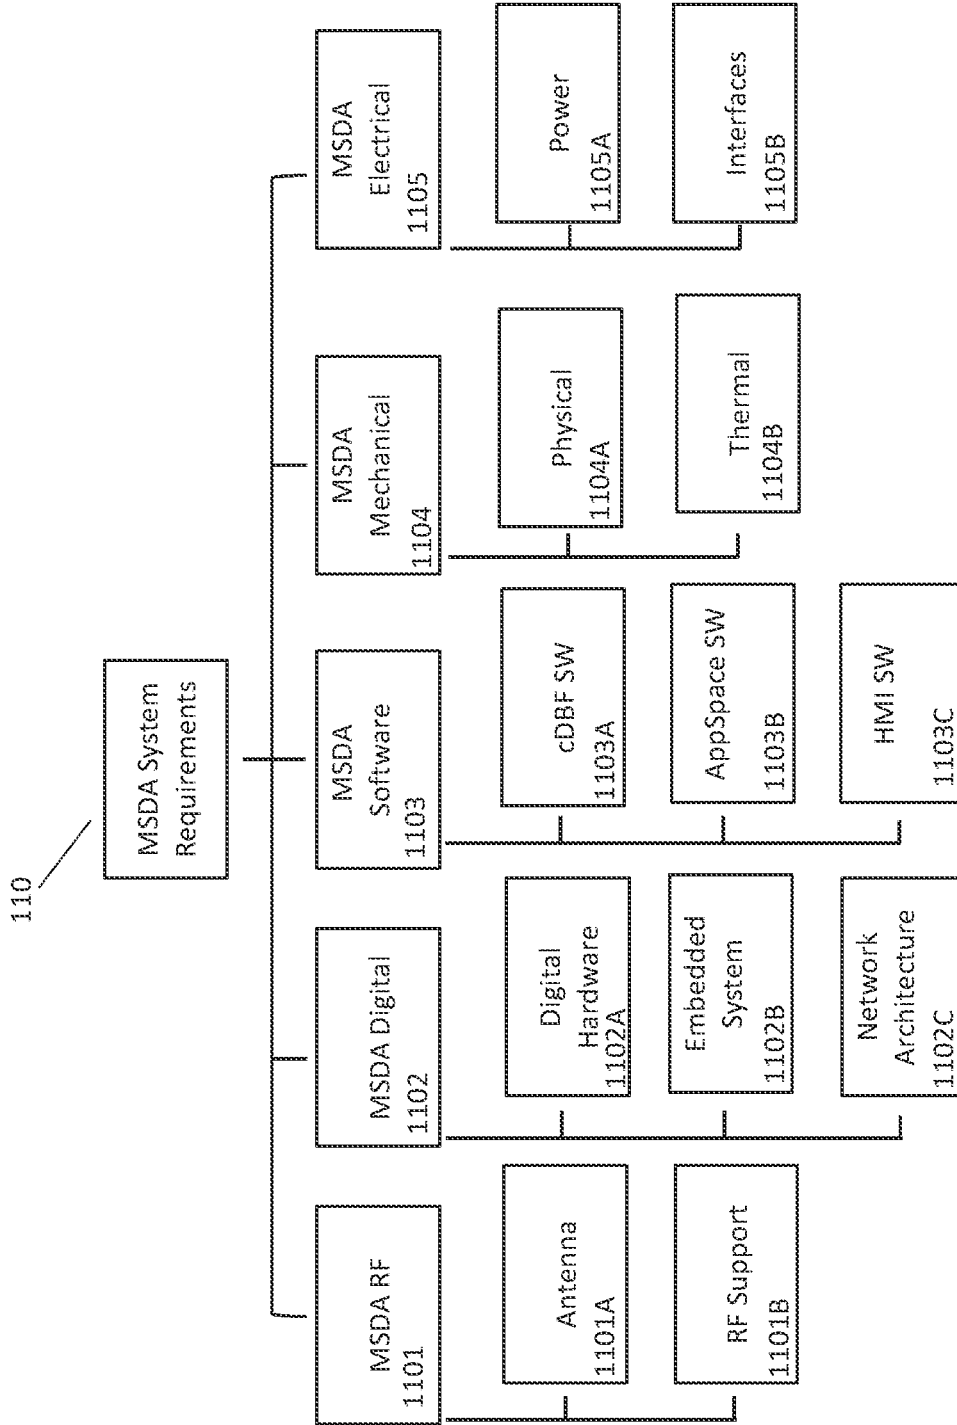 110
MSDA System
Requirements
MSDA RF
1101
MSDA Digital
1102
MSDA
Software
1103
MSDA
Mechanical
1104
MSDA
Electrical
1105
Antenna
1101A
RF Support
1101B
Digital
Hardware
1102A
Embedded
System
1102B
Network
Architecture
1102C
cDBF SW
1103A
AppSpace SW
1103B
HMI SW
1103C
Physical
1104A
Thermal
1104B
Power
1105A
Interfaces
1105B